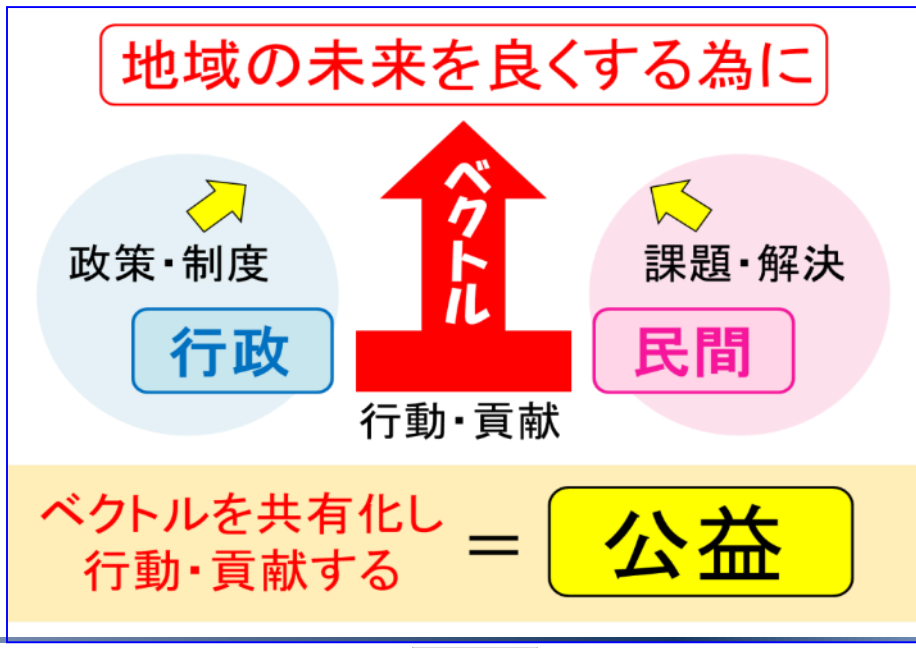 地域の未来を良くする為に
ベクトル
政策・制度
行政
課題・解決
民間
行動・貢献
ベクトルを共有化し
行動・貢献する
＝
公益